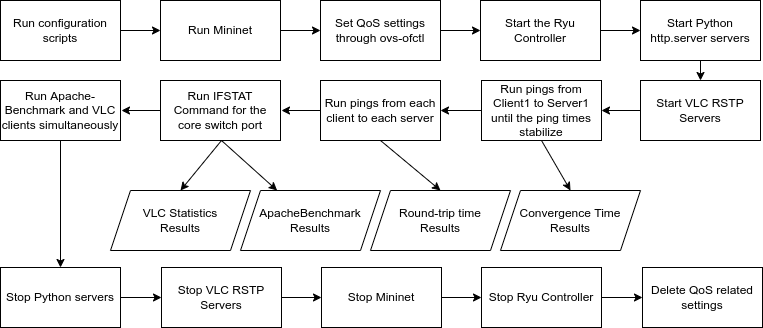 Run configuration
scripts
Run Mininet
Set QoS settings
through ovs-ofctl
Start the Ryu
Controller
Start Python
http.server servers
Run Apache-
Benchmark and VLC
clients simultaneously
Run IFSTAT
Command for the
core switch port
Run pings from each
client to each server
Run pings from
Client1 to Server1
until the ping times
stabilize
Start VLC RSTP
Servers
VLC Statistics
Results
ApacheBenchmark
Results
Round-trip time
Results
Convergence Time
Results
Stop Python servers
Stop VLC RSTP
Servers
Stop Mininet
Stop Ryu Controller
Delete QoS related
settings